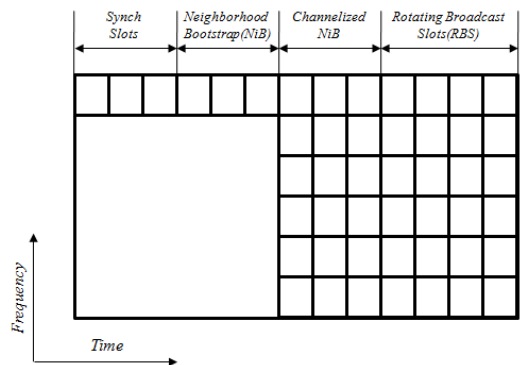 Synch
Slots
Neighborhood
Bootstrap(NiB)
Channelized
NiB
Rotating Broadcast
Slots(RBS)
Frequency
Time